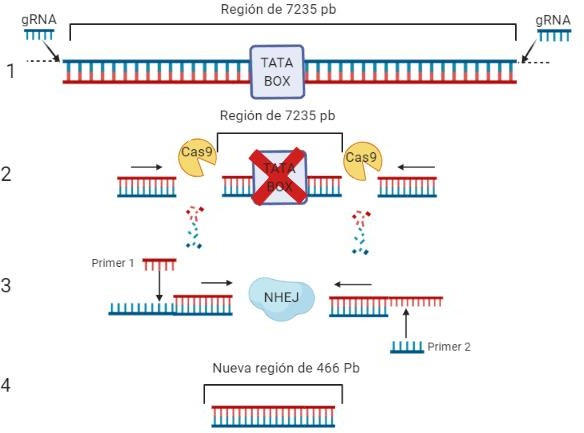 Región de 7235 pb
gRNA
gRNA
1
TATA
BOX
Región de 7235 pb
2
Cas9
TATA
BOX
Cas9
Primer 1
3
NHEJ
Primer 2
Nueva región de 466 Pb
4